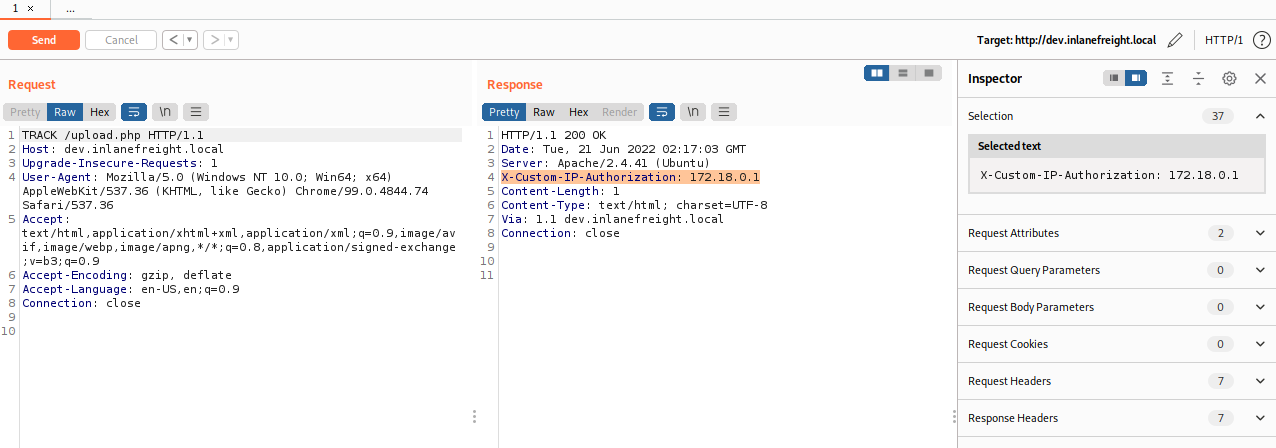 1 × ...
Send Cancel < > Target: http://dev.inlanefreight.local HTTP/1 ?
Request
Pretty Raw Hex \n
1 TRACK /upload.php HTTP/1.1
2 Host: dev.inlanefreight.local
3 Upgrade-Insecure-Requests: 1
4 User-Agent: Mozilla/5.0 (Windows NT 10.0; Win64; x64)
AppleWebKit/537.36 (KHTML, like Gecko) Chrome/99.0.4844.74
Safari/537.36
5 Accept:
text/html,application/xhtml+xml,application/xml;q=0.9,image/av
if,image/webp,image/apng,*/*;q=0.8,application/signed-exchange
;v=b3;q=0.9
6 Accept-Encoding: gzip, deflate
7 Accept-Language: en-US,en;q=0.9
8 Connection: close
9
10
Response
Pretty Raw Hex Render \n
1 HTTP/1.1 200 OK
2 Date: Tue, 21 Jun 2022 02:17:03 GMT
3 Server: Apache/2.4.41 (Ubuntu)
4 X-Custom-IP-Authorization: 172.18.0.1
5 Content-Length: 1
6 Content-Type: text/html; charset=UTF-8
7 Via: 1.1 dev.inlanefreight.local
8 Connection: close
9
10
11
Inspector
Selection 37
Selected text
X-Custom-IP-Authorization: 172.18.0.1
Request Attributes 2
Request Query Parameters 0
Request Body Parameters 0
Request Cookies 0
Request Headers 7
Response Headers 7